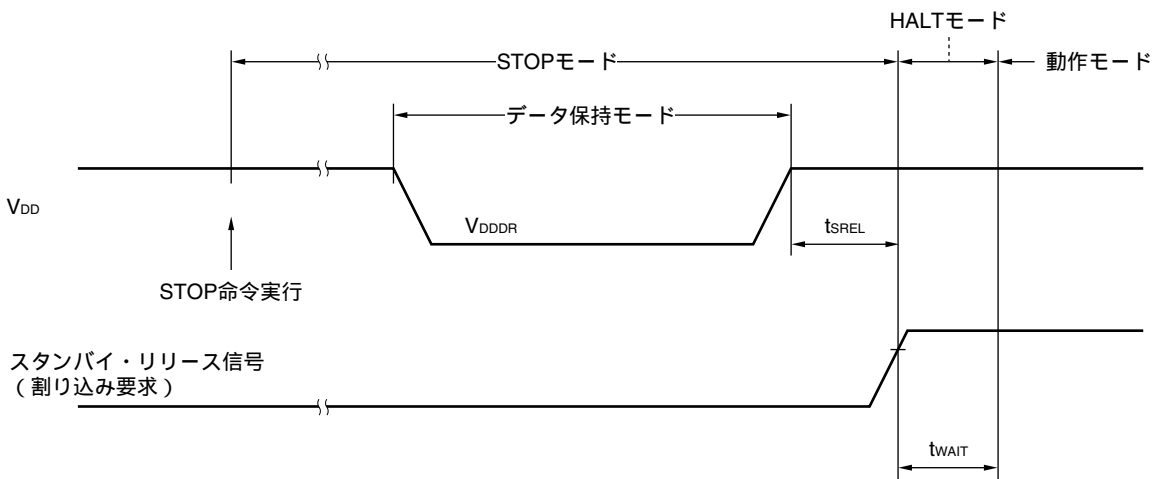 HALTモード
STOPモード
動作モード
データ保持モード
VDD
VDDDR
tSREL
STOP命令実行
スタンバイ・リリース信号
(割り込み要求)
tWAIT